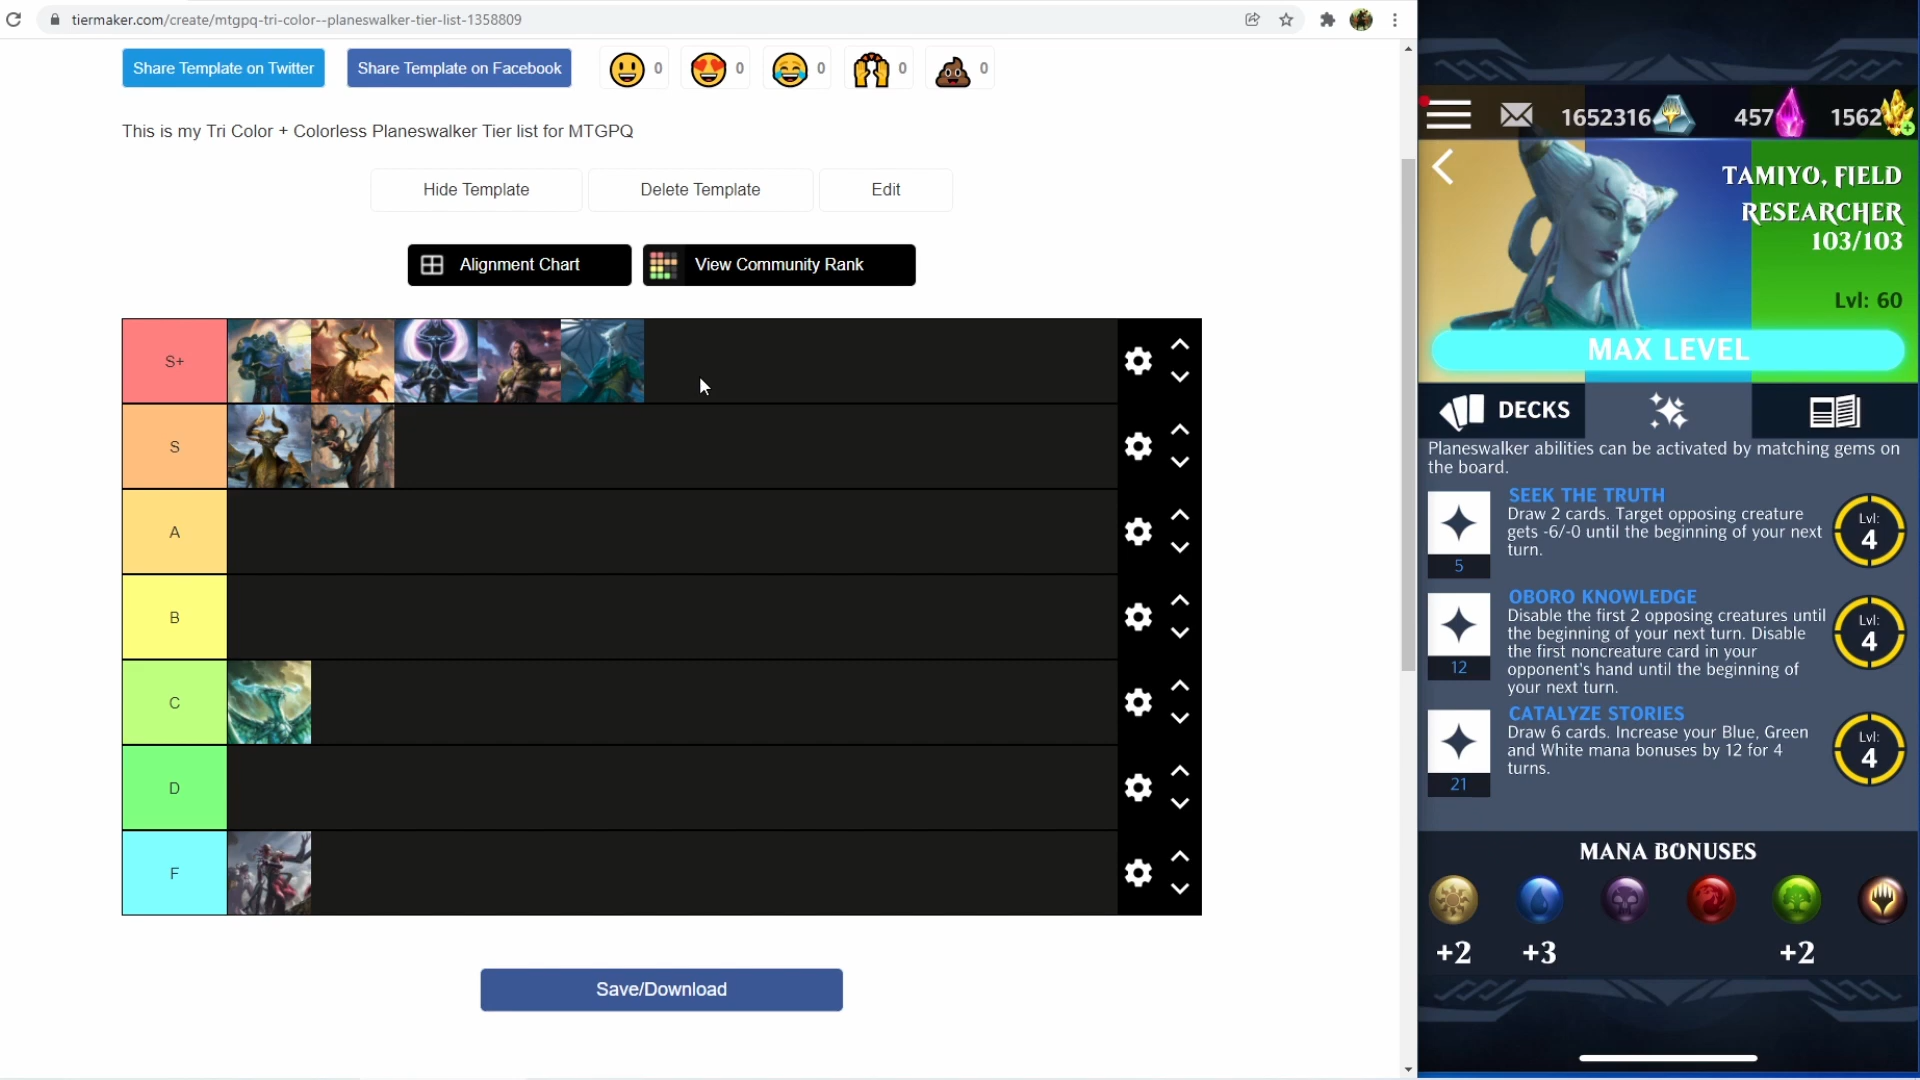 tiermaker.com/create/mtgpq-tri-color--planeswalker-tier-list-1358809
Share Template on Twitter
Share Template on Facebook
0
0
0
0
0
This is my Tri Color + Colorless Planeswalker Tier list for MTGPQ
Hide Template
Delete Template
Edit
Alignment Chart
View Community Rank
S+
S
A
B
C
D
F
Save/Download
1652316
457
1562
TAMIYO, FIELD
RESEARCHER
103/103
Lvl: 60
MAX LEVEL
DECKS
Planeswalker abilities can be activated by matching gems on
the board.
SEEK THE TRUTH
Draw 2 cards. Target opposing creature
gets -6/-0 until the beginning of your next
turn.
5
Lvl:
4
OBORO KNOWLEDGE
Disable the first 2 opposing creatures until
the beginning of your next turn. Disable
the first noncreature card in your
opponent's hand until the beginning of
your next turn.
12
Lvl:
4
CATALYZE STORIES
Draw 6 cards. Increase your Blue, Green
and White mana bonuses by 12 for 4
turns.
21
Lvl:
4
MANA BONUSES
+2
+3
+2